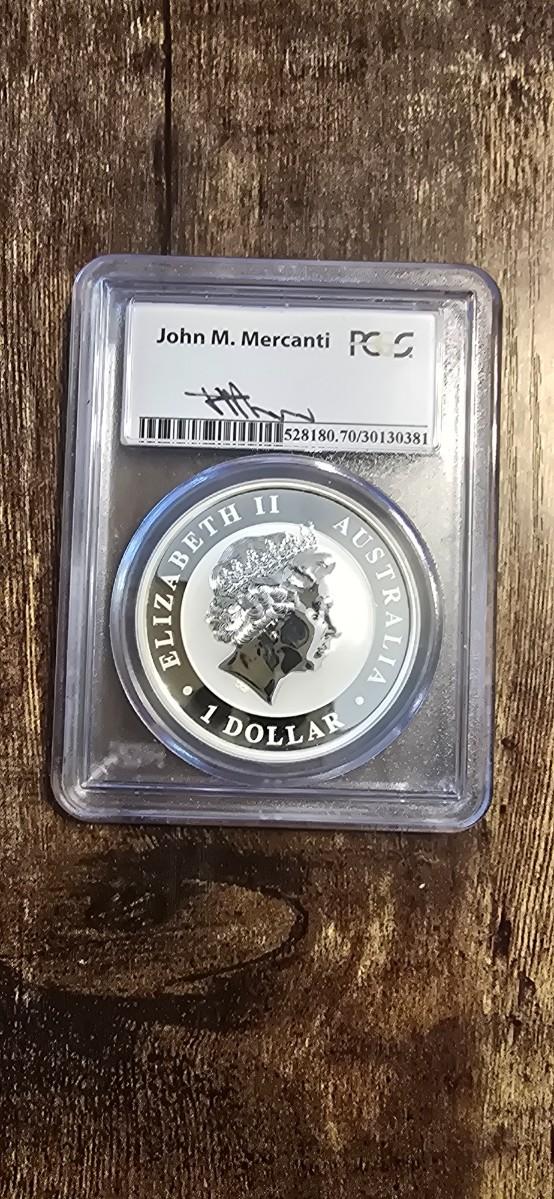 John M. Mercanti PCGS
528180.70/30130381
ELIZABETH II AUSTRALIA
• 1 DOLLAR •